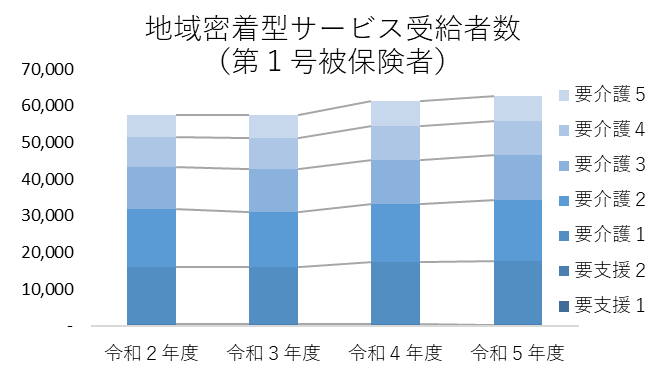 地域密着型サービス受給者数
（第１号被保険者）
70,000
60,000
50,000
40,000
30,000
20,000
10,000
-
令和２年度
令和３年度
令和４年度
令和５年度
要介護５
要介護４
要介護３
要介護２
要介護１
要支援２
要支援１